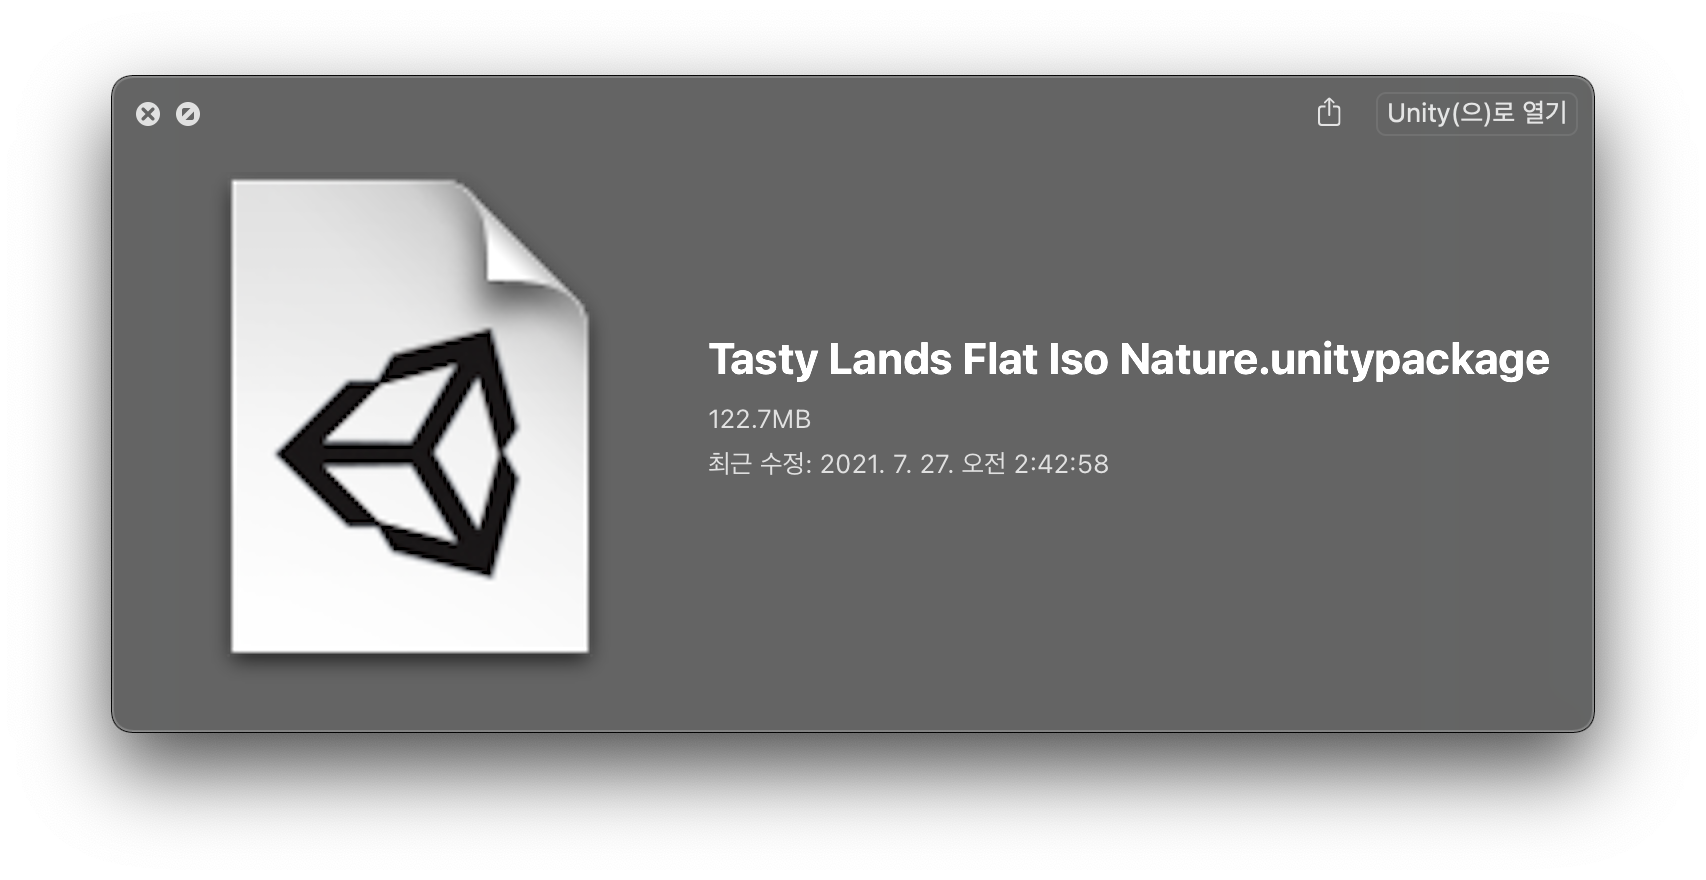 Unity(으)로 열기
Tasty Lands Flat Iso Nature.unitypackage
122.7MB
최근 수정: 2021. 7. 27. 오전 2:42:58